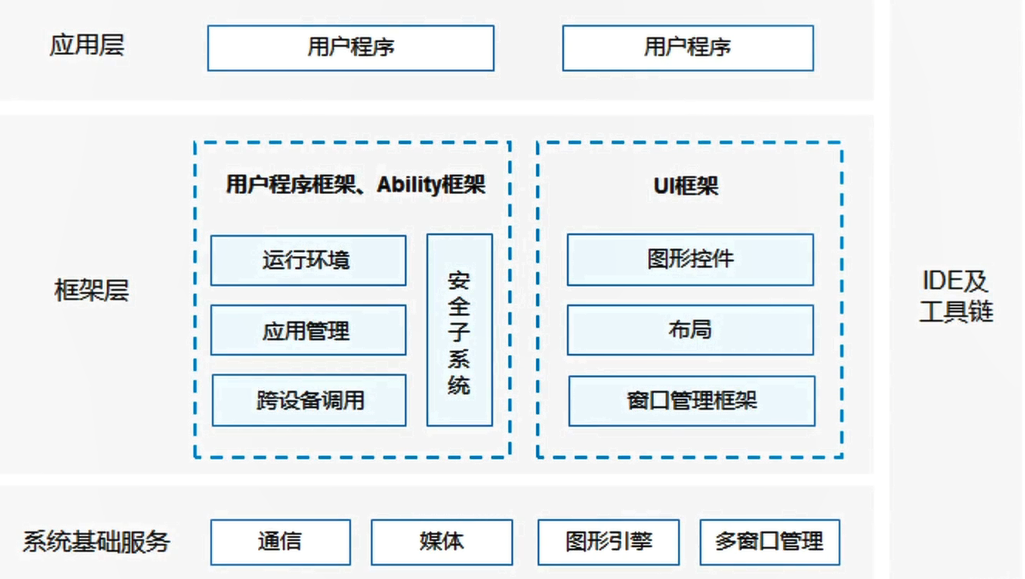 应用层
用户程序
用户程序
框架层
用户程序框架、Ability框架
运行环境
应用管理
跨设备调用
安全子系统
UI框架
图形控件
布局
窗口管理框架
系统基础服务
通信
媒体
图形引擎
多窗口管理
IDE及
工具链